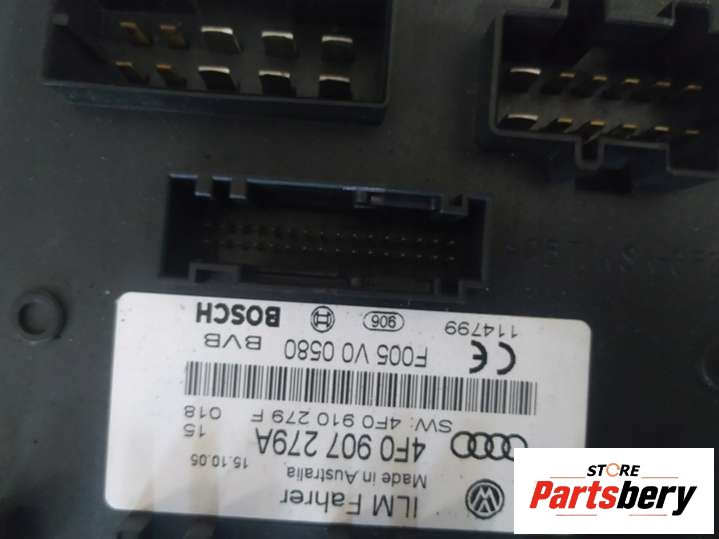 ILM Fahrer
Made in Australia
15.10.05
4F0 907 279A
SW: 4F0 910 279 F
15
018
F005 V0 0580 BVB
CE
114799
906
BOSCH
STORE
Partsbery